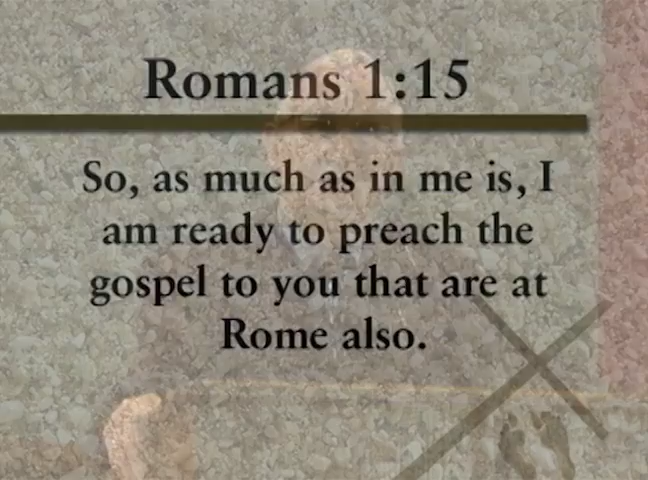 Romans 1:15
So, as much as in me is, I
am ready to preach the
gospel to you that are at
Rome also.